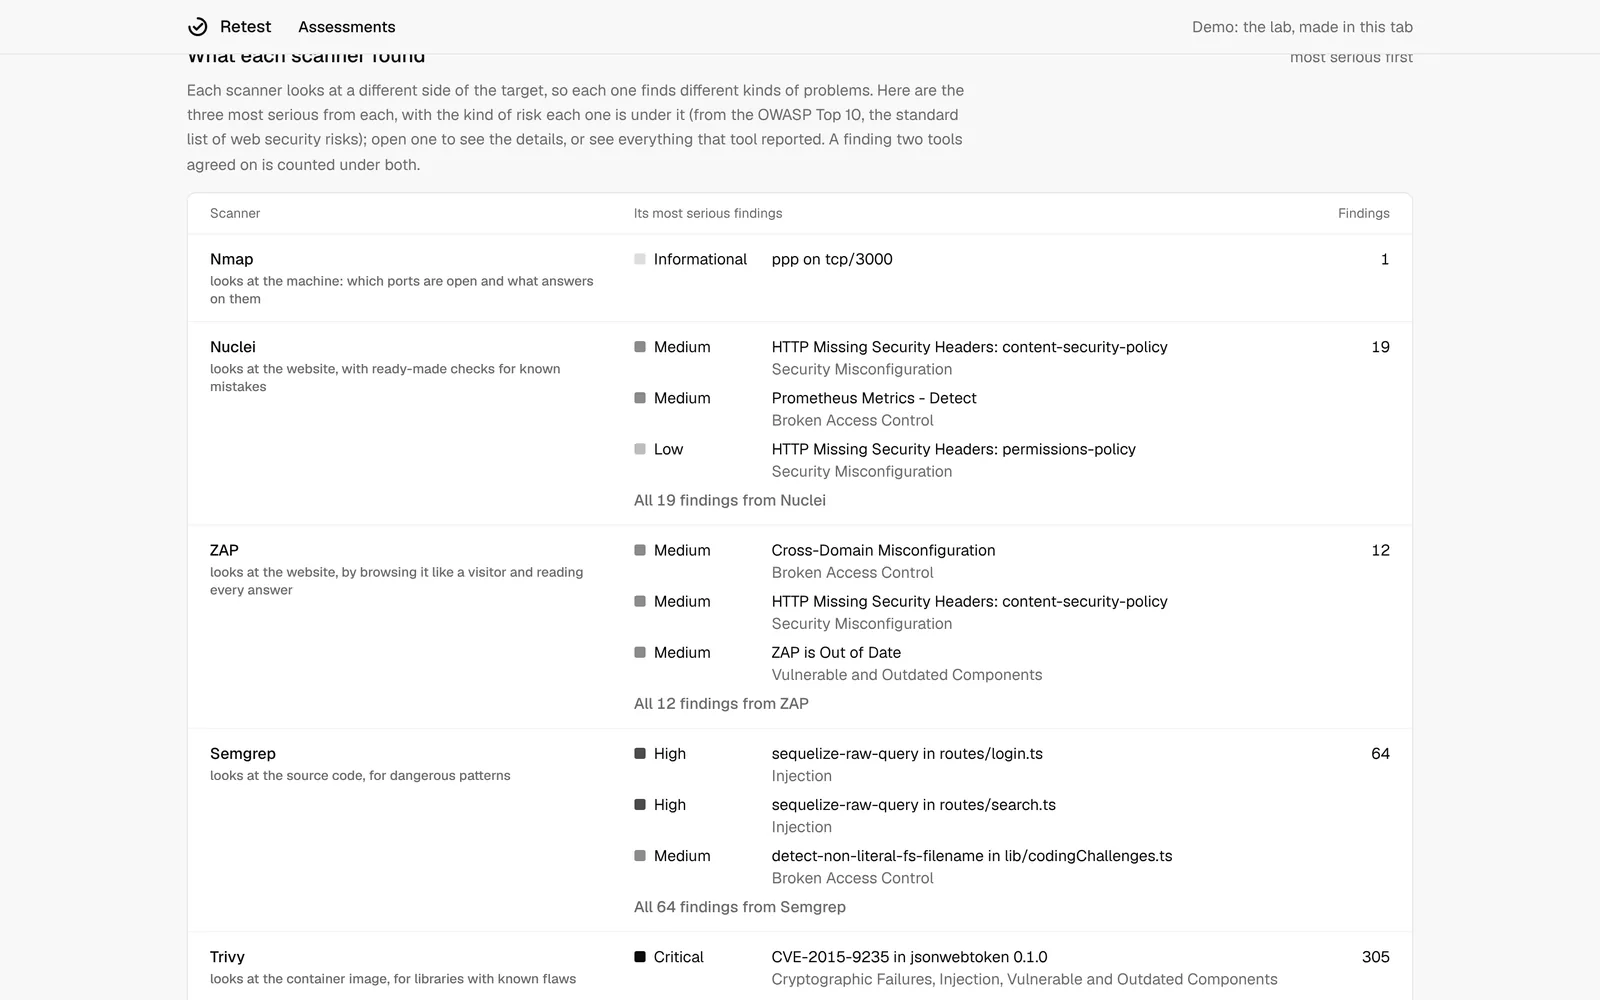 Retest
Assessments
Demo: the lab, made in this tab
What each scanner found
most serious first
Each scanner looks at a different side of the target, so each one finds different kinds of problems. Here are the
three most serious from each, with the kind of risk each one is under it (from the OWASP Top 10, the standard
list of web security risks); open one to see the details, or see everything that tool reported. A finding two tools
agreed on is counted under both.
Scanner
Its most serious findings
Findings
Nmap
looks at the machine: which ports are open and what answers
on them
Informational
ppp on tcp/3000
1
Nuclei
looks at the website, with ready-made checks for known
mistakes
Medium
HTTP Missing Security Headers: content-security-policy
Security Misconfiguration
19
Medium
Prometheus Metrics - Detect
Broken Access Control
Low
HTTP Missing Security Headers: permissions-policy
Security Misconfiguration
All 19 findings from Nuclei
ZAP
looks at the website, by browsing it like a visitor and reading
every answer
Medium
Cross-Domain Misconfiguration
Broken Access Control
12
Medium
HTTP Missing Security Headers: content-security-policy
Security Misconfiguration
Medium
ZAP is Out of Date
Vulnerable and Outdated Components
All 12 findings from ZAP
Semgrep
looks at the source code, for dangerous patterns
High
sequelize-raw-query in routes/login.ts
Injection
64
High
sequelize-raw-query in routes/search.ts
Injection
Medium
detect-non-literal-fs-filename in lib/codingChallenges.ts
Broken Access Control
All 64 findings from Semgrep
Trivy
looks at the container image, for libraries with known flaws
Critical
CVE-2015-9235 in jsonwebtoken 0.1.0
Cryptographic Failures, Injection, Vulnerable and Outdated Components
305